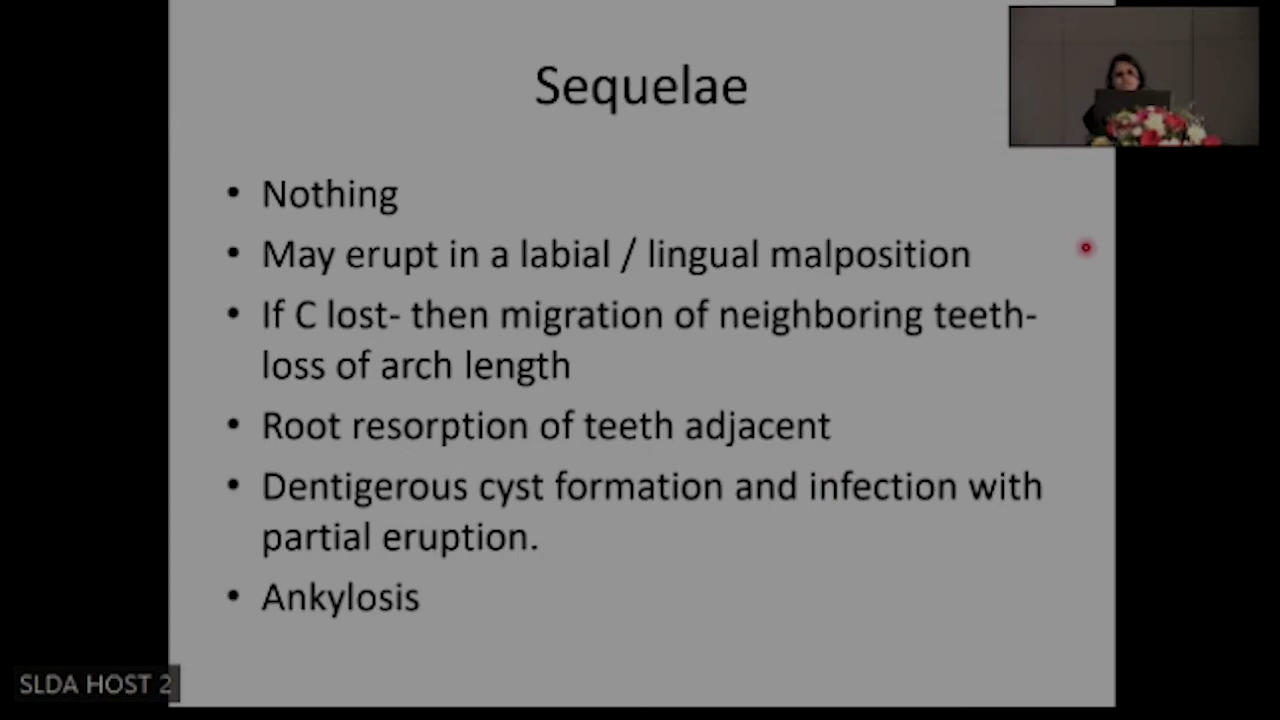 Sequelae
• Nothing
• May erupt in a labial / lingual malposition
• If C lost- then migration of neighboring teeth-
loss of arch length
• Root resorption of teeth adjacent
• Dentigerous cyst formation and infection with
partial eruption.
• Ankylosis
SLDA HOST 2